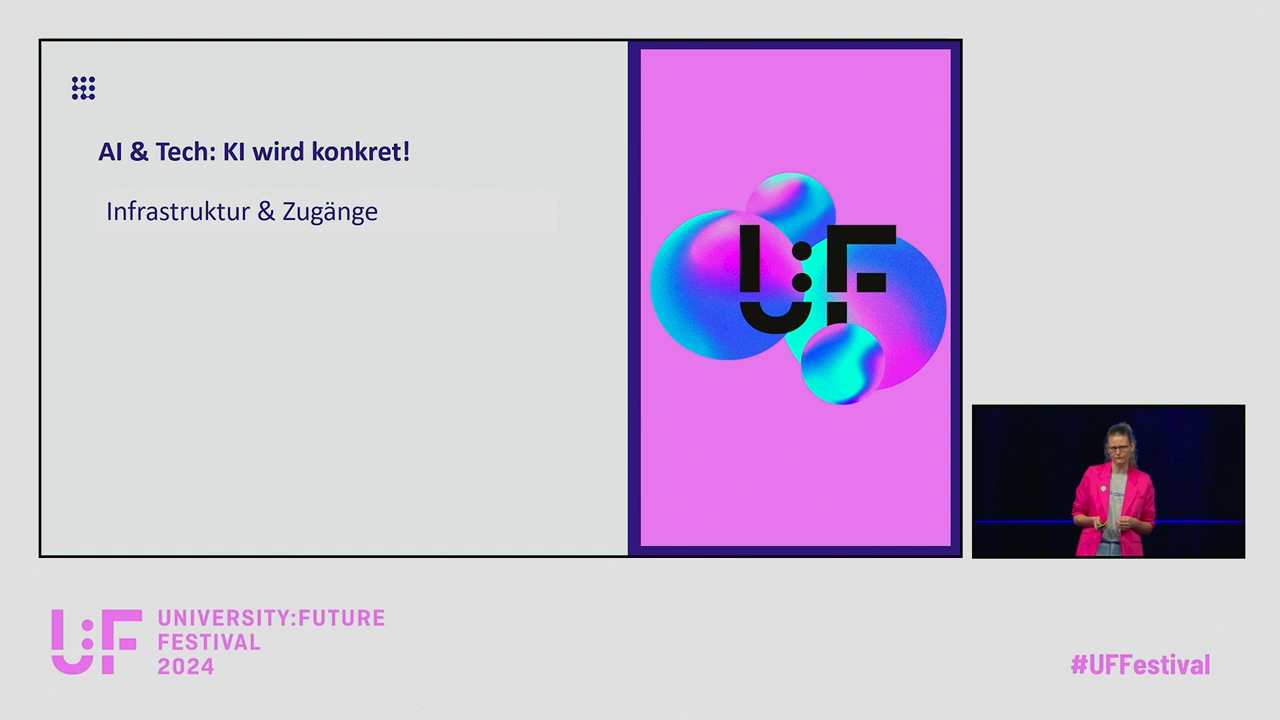 AI & Tech: KI wird konkret!
Infrastruktur & Zugänge
U:F
U:F
UNIVERSITY:FUTURE
FESTIVAL
2024
#UFFestival